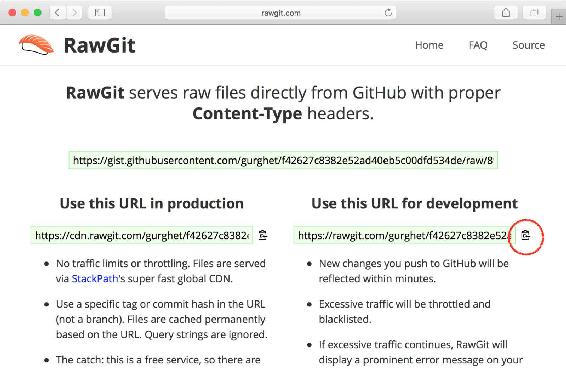 rawgit.com
RawGit
Home FAQ Source
RawGit serves raw files directly from GitHub with proper
Content-Type headers.
https://gist.githubusercontent.com/gurghet/f42627c8382e52ad40eb5c00dfd534de/raw/8
Use this URL in production
https://cdn.rawgit.com/gurghet/f42627c8382
No traffic limits or throttling. Files are served
via StackPath's super fast global CDN.
Use a specific tag or commit hash in the URL
(not a branch). Files are cached permanently
based on the URL. Query strings are ignored.
The catch: this is a free service, so there are
Use this URL for development
https://rawgit.com/gurghet/f42627c8382e52a
New changes you push to GitHub will be
reflected within minutes.
Excessive traffic will be throttled and
blacklisted.
If excessive traffic continues, RawGit will
display a prominent error message on your